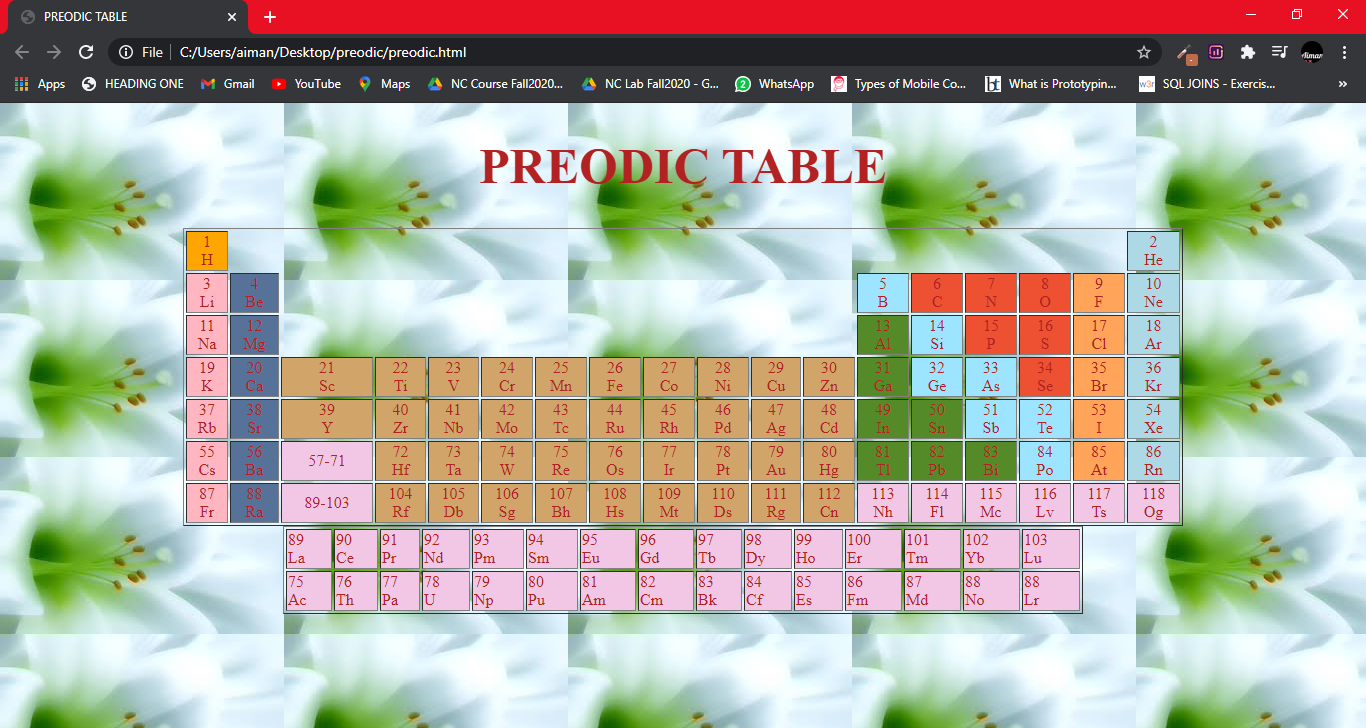 PREODIC TABLE
File C:/Users/aiman/Desktop/preodic/preodic.html
Apps HEADING ONE Gmail YouTube Maps NC Course Fall2020... NC Lab Fall2020 - G... WhatsApp Types of Mobile Co... What is Prototypin... SQL JOINS - Exercis...
PREODIC TABLE
1 2
H He
3 4 5 6 7 8 9 10
Li Be B C N O F Ne
11 12 13 14 15 16 17 18
Na Mg Al Si P S Cl Ar
19 20 21 22 23 24 25 26 27 28 29 30 31 32 33 34 35 36
K Ca Sc Ti V Cr Mn Fe Co Ni Cu Zn Ga Ge As Se Br Kr
37 38 39 40 41 42 43 44 45 46 47 48 49 50 51 52 53 54
Rb Sr Y Zr Nb Mo Tc Ru Rh Pd Ag Cd In Sn Sb Te I Xe
55 56 57-71 72 73 74 75 76 77 78 79 80 81 82 83 84 85 86
Cs Ba Hf Ta W Re Os Ir Pt Au Hg Tl Pb Bi Po At Rn
87 88 89-103 104 105 106 107 108 109 110 111 112 113 114 115 116 117 118
Fr Ra Rf Db Sg Bh Hs Mt Ds Rg Cn Nh Fl Mc Lv Ts Og
89 90 91 92 93 94 95 96 97 98 99 100 101 102 103
La Ce Pr Nd Pm Sm Eu Gd Tb Dy Ho Er Tm Yb Lu
75 76 77 78 79 80 81 82 83 84 85 86 87 88 88
Ac Th Pa U Np Pu Am Cm Bk Cf Es Fm Md No Lr